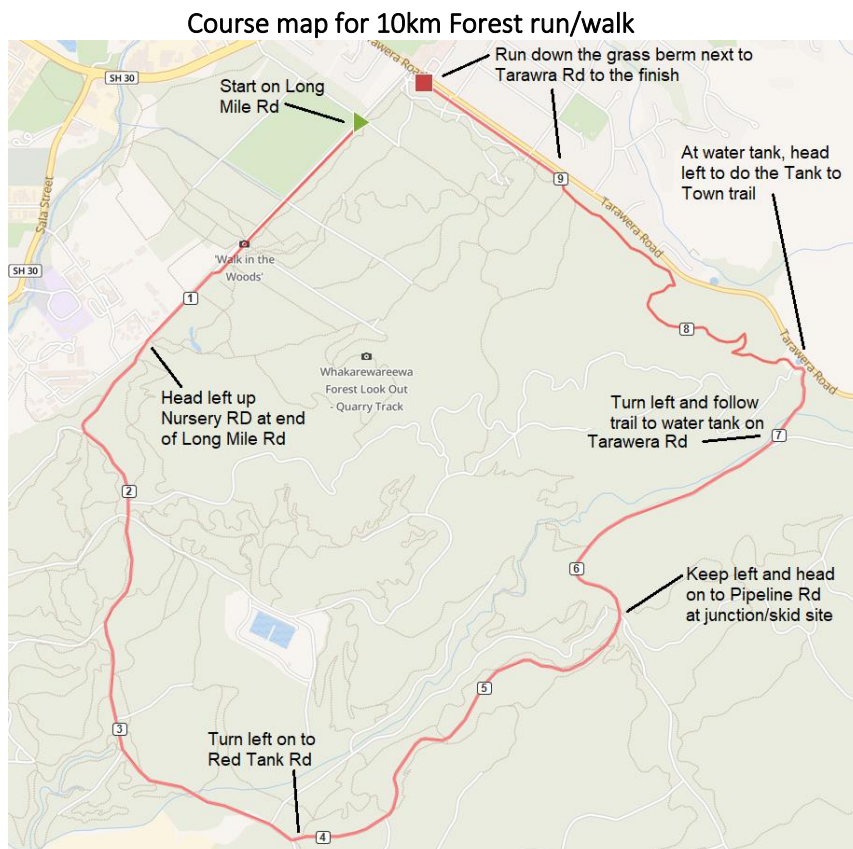 Course map for 10km Forest run/walk
Tarawera Road
Run down the grass berm next to
Tarawra Rd to the finish
SH 30
Start on Long
Mile Rd
At water tank, head
left to do the Tank to
Town trail
9
Sala Street
Tarawera Road
'Walk in the
Woods'
SH 30
1
8
Tarawera Road
Whakarewareewa
Forest Look Out
- Quarry Track
Head left up
Nursery RD at end
of Long Mile Rd
Turn left and follow
trail to water tank on
Tarawera Rd
7
2
6
Keep left and head
on to Pipeline Rd
at junction/skid site
5
3
Turn left on to
Red Tank Rd
4